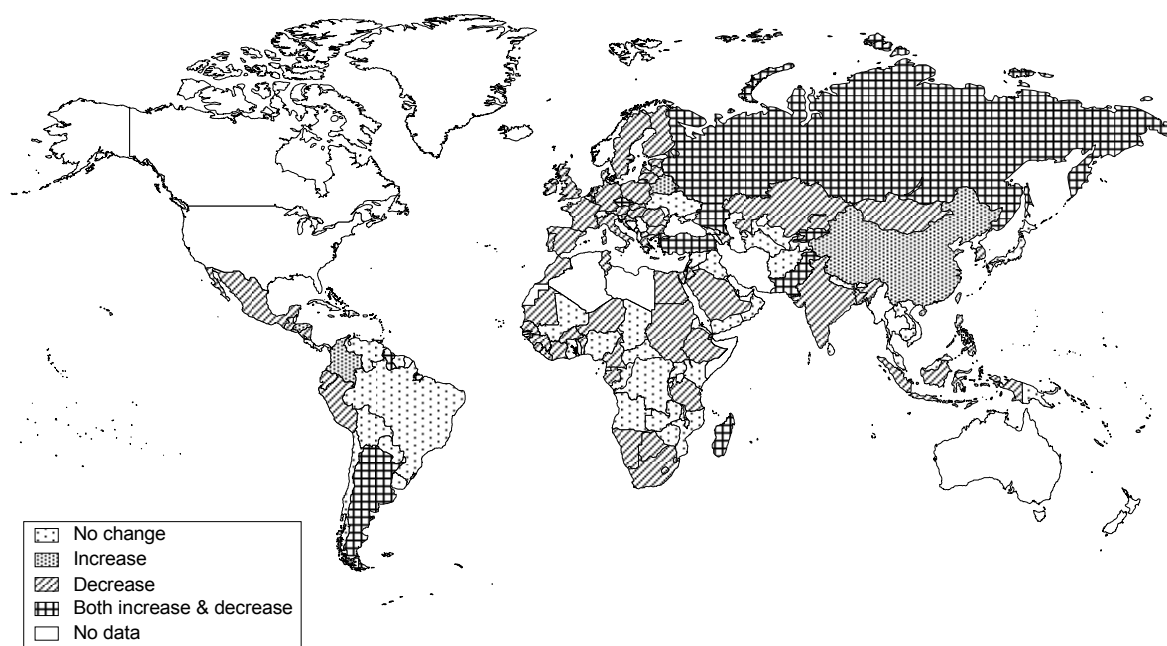 No change
Increase
Decrease
Both increase & decrease
No data